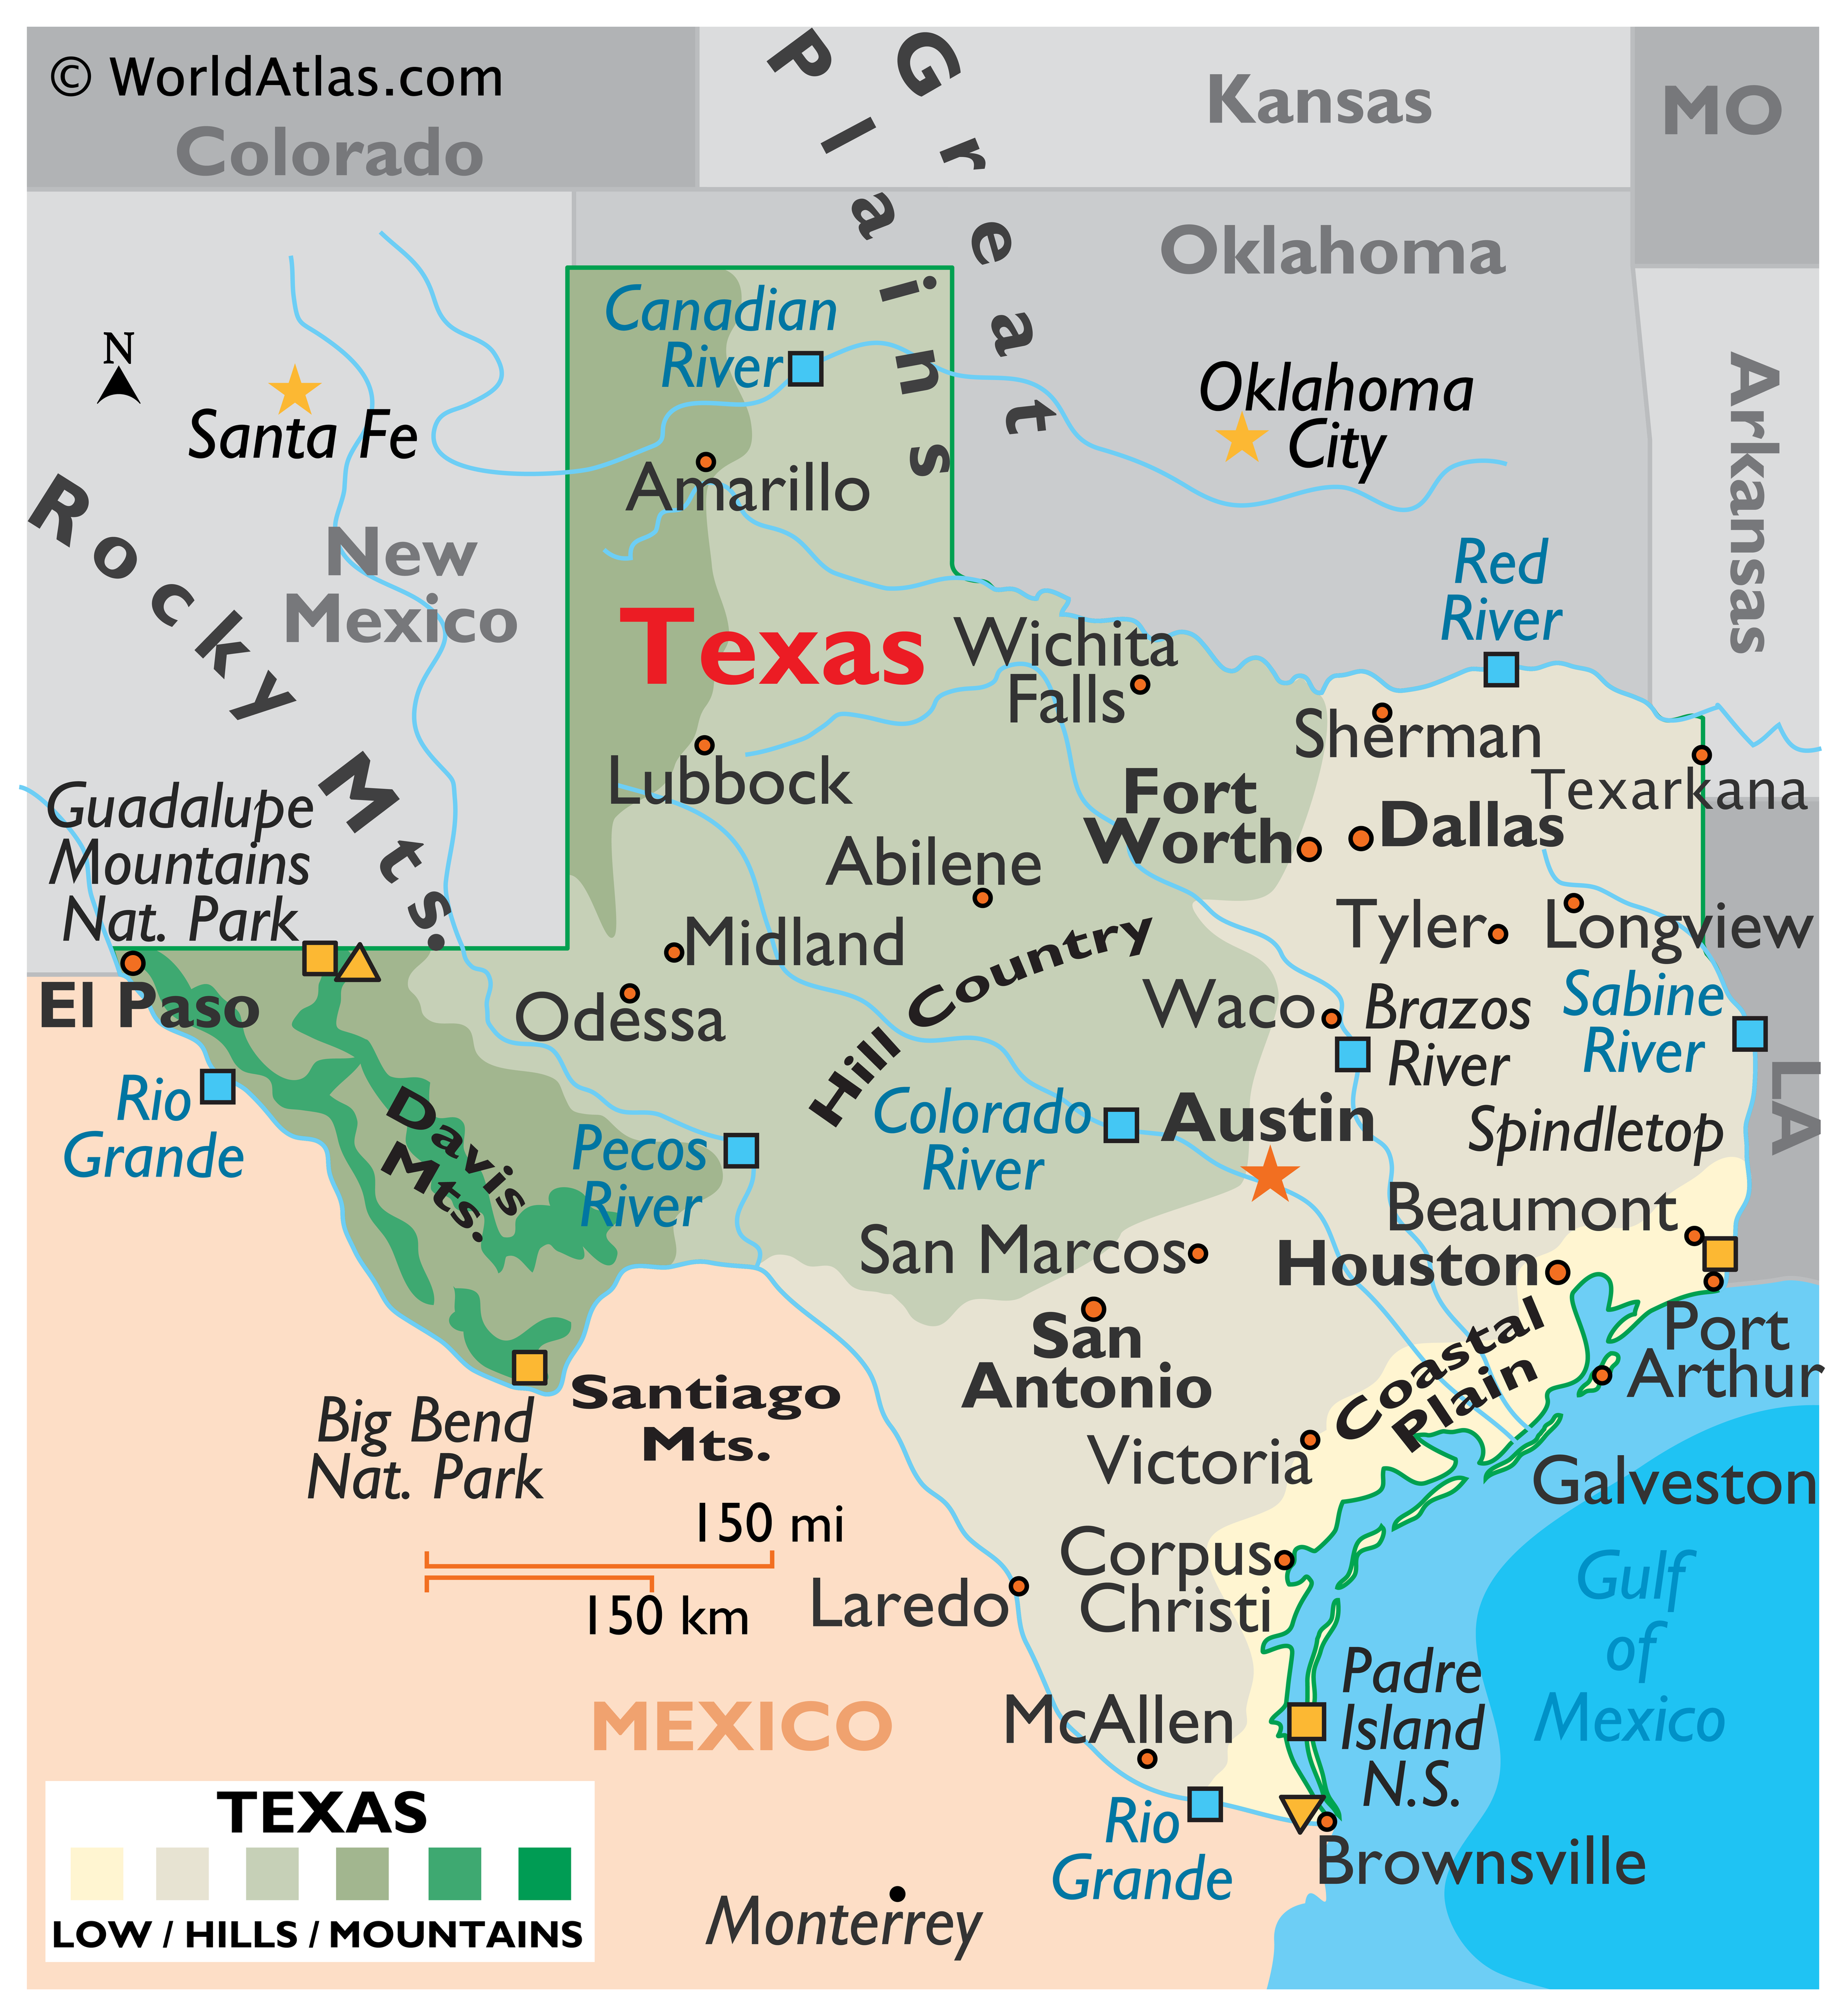 © WorldAtlas.com
Colorado
Great
Plains
Kansas
MO
Oklahoma
Canadian
River
N
Santa Fe
Oklahoma
City
Arkansas
Amarillo
Rocky Mts.
New
Mexico
Red
River
Texas
Wichita
Falls
Sherman
Lubbock
Fort
Worth
Dallas
Texarkana
Guadalupe
Mountains
Nat. Park
Abilene
Midland
Hill Country
Tyler
Longview
El Paso
Odessa
Waco
Brazos
River
Sabine
River
LA
Rio
Grande
Davis
Mts.
Pecos
River
Colorado
River
Austin
Spindletop
Beaumont
San Marcos
Houston
Port
Arthur
San
Antonio
Coastal
Plain
Big Bend
Nat. Park
Santiago
Mts.
Victoria
Galveston
150 mi
150 km
Laredo
Corpus
Christi
Gulf
of
Mexico
MEXICO
McAllen
Padre
Island
N.S.
Rio
Grande
Brownsville
Monterrey
TEXAS
LOW / HILLS / MOUNTAINS